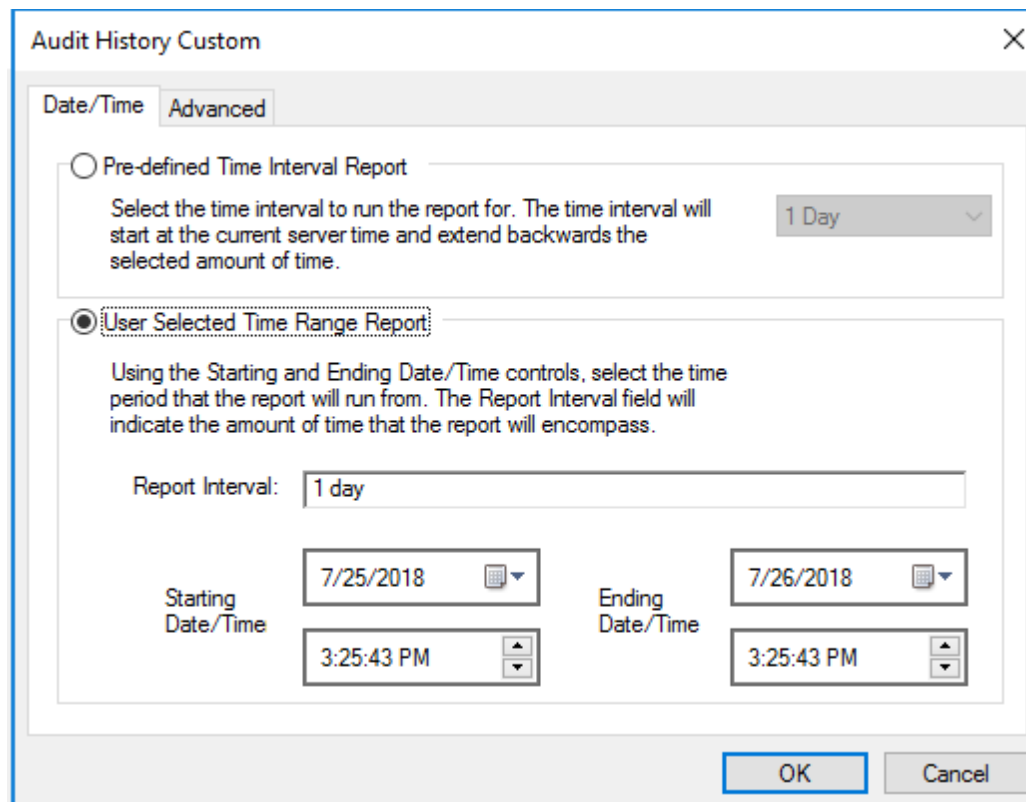 Audit History Custom
Date/Time Advanced
Pre-defined Time Interval Report
Select the time interval to run the report for. The time interval will
start at the current server time and extend backwards the
selected amount of time.
1 Day
User Selected Time Range Report
Using the Starting and Ending Date/Time controls, select the time
period that the report will run from. The Report Interval field will
indicate the amount of time that the report will encompass.
Report Interval: 1 day
Starting
Date/Time
7/25/2018
3:25:43 PM
Ending
Date/Time
7/26/2018
3:25:43 PM
OK Cancel